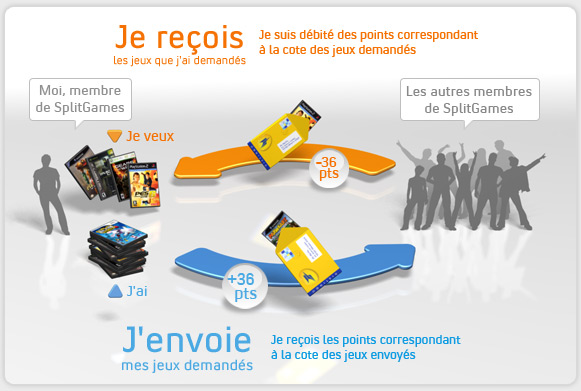 Je reçois
les jeux que j'ai demandés
Je suis débité des points correspondant
à la cote des jeux demandés
Moi, membre
de SplitGames
Les autres membres
de SplitGames
Je veux
-36
pts
+36
pts
J'ai
J'envoie
mes jeux demandés
Je reçois les points correspondant
à la cote des jeux envoyés